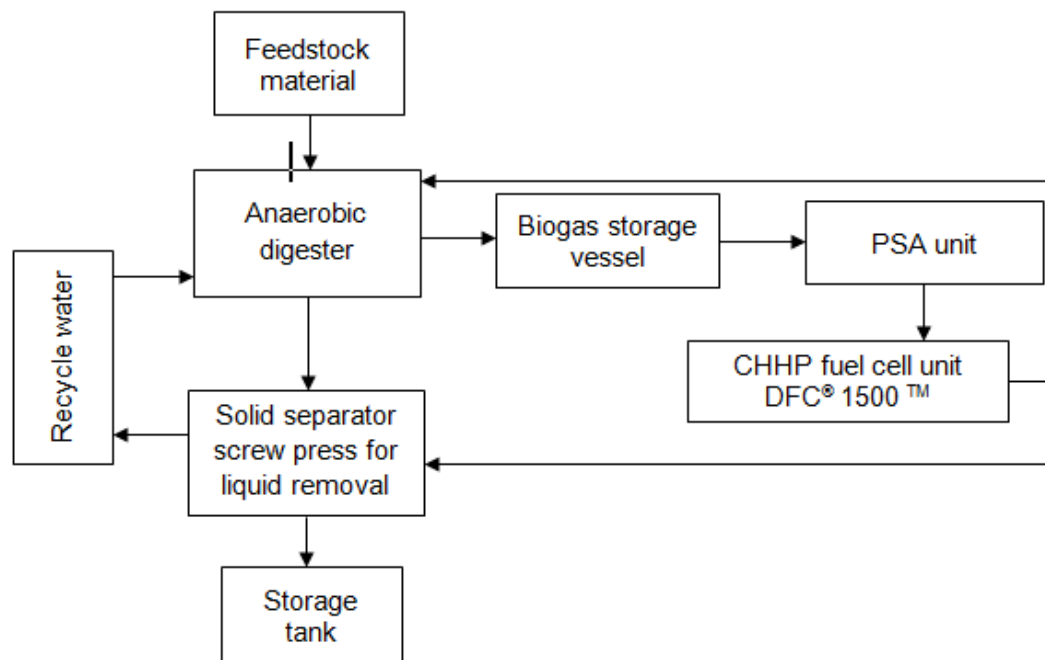 Feedstock
material
Anaerobic
digester
Biogas storage
vessel
PSA unit
Recycle water
CHHP fuel cell unit
DFC® 1500 ™
Solid separator
screw press for
liquid removal
Storage
tank